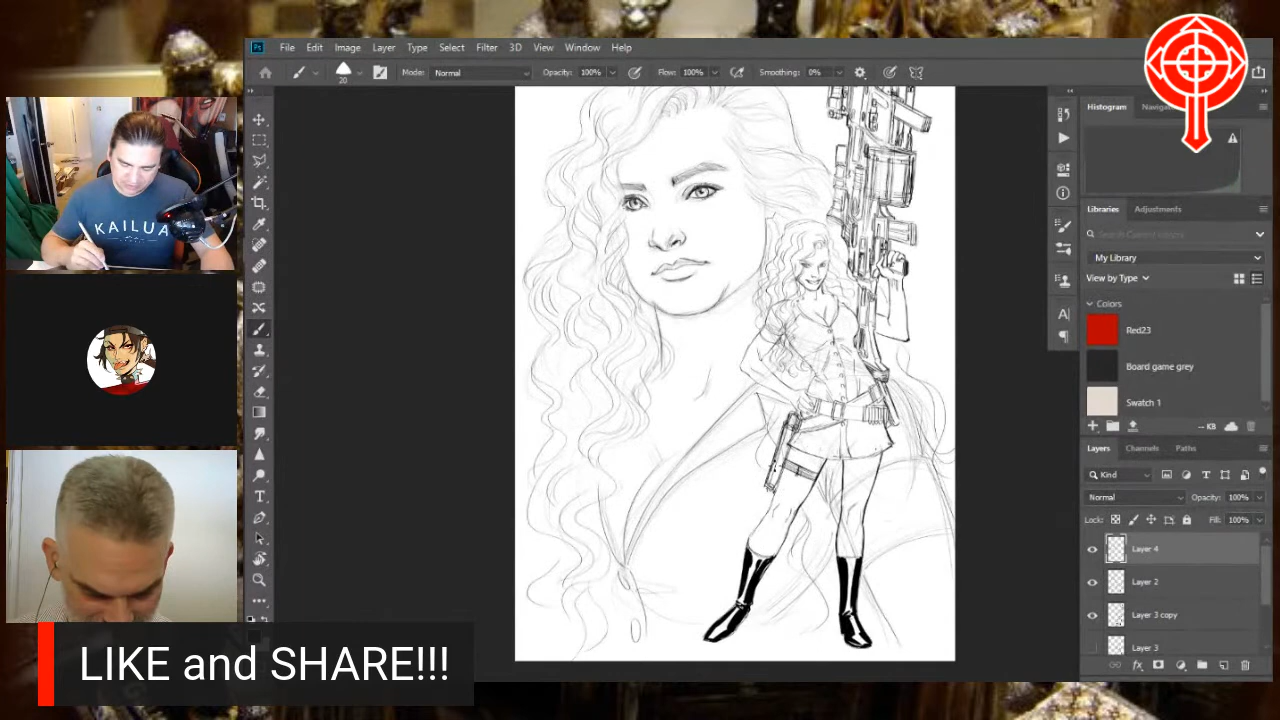 Ps File Edit Image Layer Type Select Filter 3D View Window Help
20 Mode: Normal Opacity: 100% Flow: 100% Smoothing: 0%
Histogram
Libraries Adjustments
My Library
View by Type
Colors
Red23
Board game grey
Swatch 1
-- KB
Layers Channels Paths
Kind
Normal Opacity: 100%
Lock: Fill: 100%
Layer 4
Layer 2
Layer 3 copy
Layer 3
KAILUA
LIKE and SHARE!!!